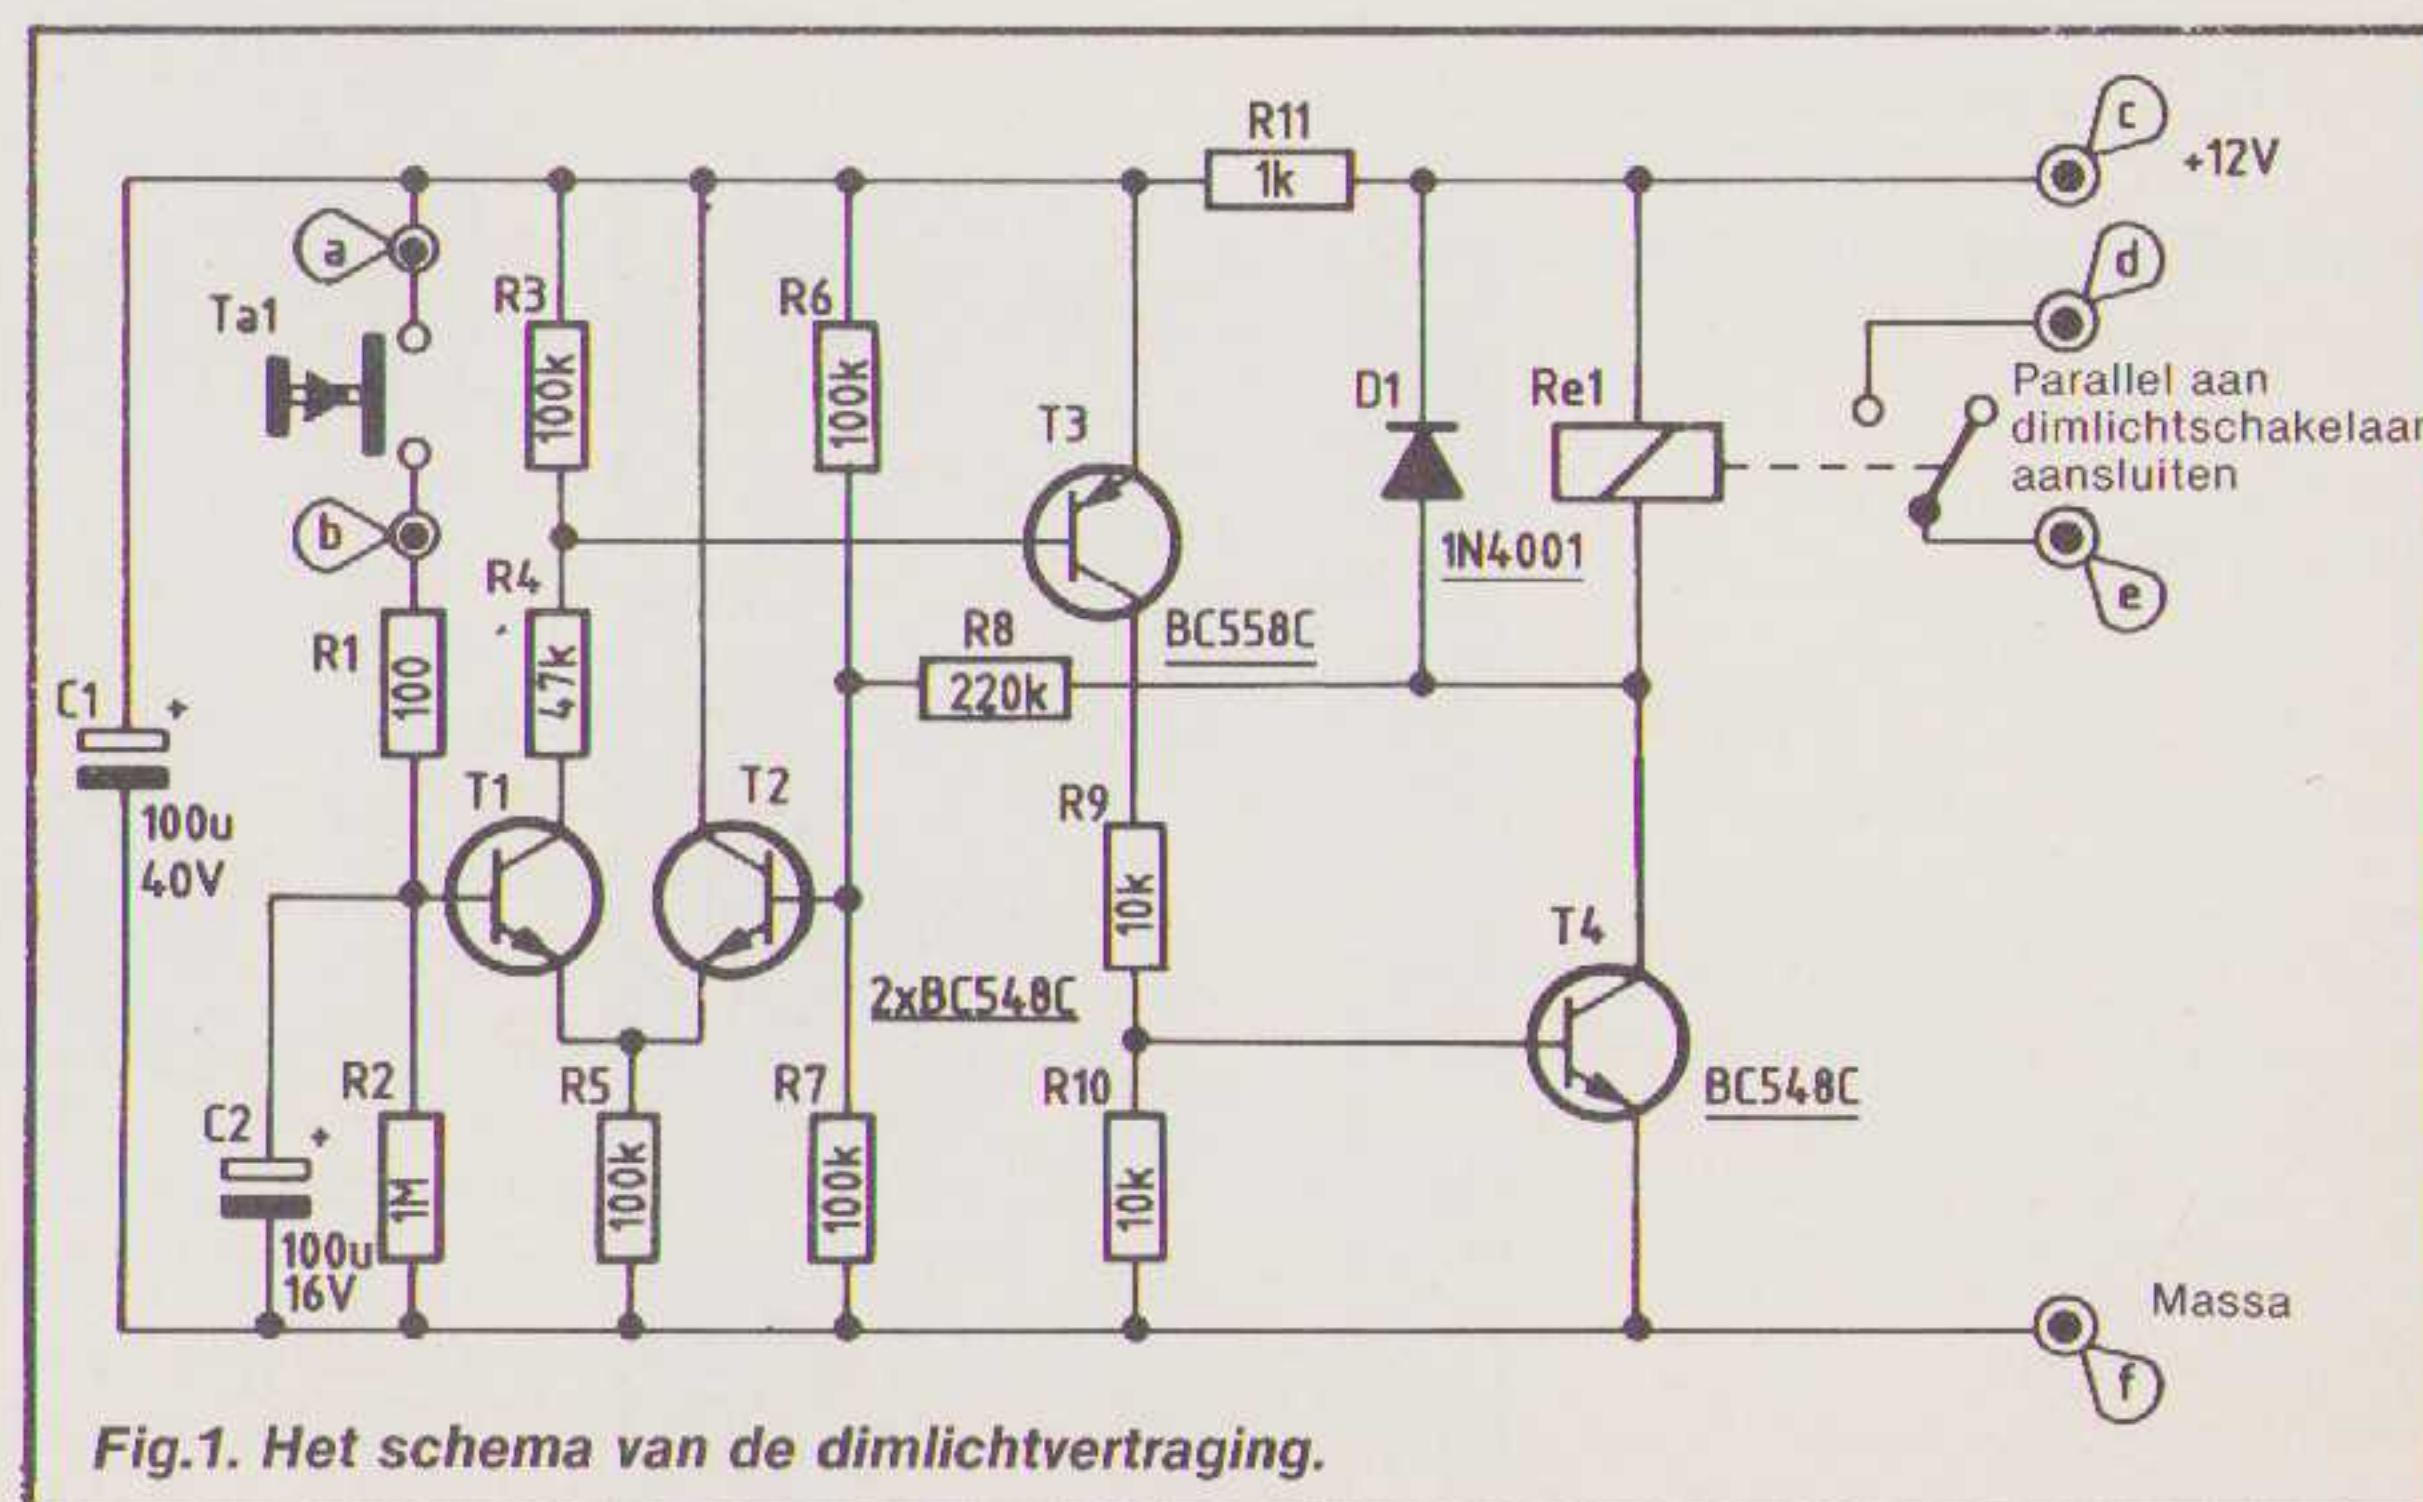 R11
1k
c
+12V
a
d
Ta1
R3
100k
R6
100k
T3
D1
Re1
Parallel aan
dimlichtschakelaar
aansluiten
b
1N4001
e
R4
47k
R1
100
R8
220k
BC558C
C1
+
100u
40V
T1
T2
R9
10k
T4
2xBC548C
BC548C
C2
+
100u
16V
R2
1M
R5
100k
R7
100k
R10
10k
Massa
f
Fig.1. Het schema van de dimlichtvertraging.